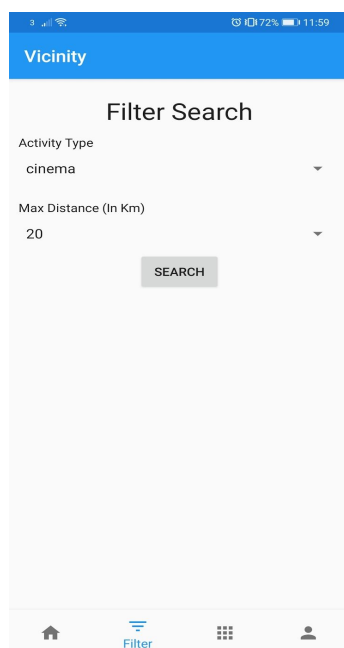 3 72% 11:59
Vicinity
Filter Search
Activity Type
cinema
Max Distance (In Km)
20
SEARCH
Filter